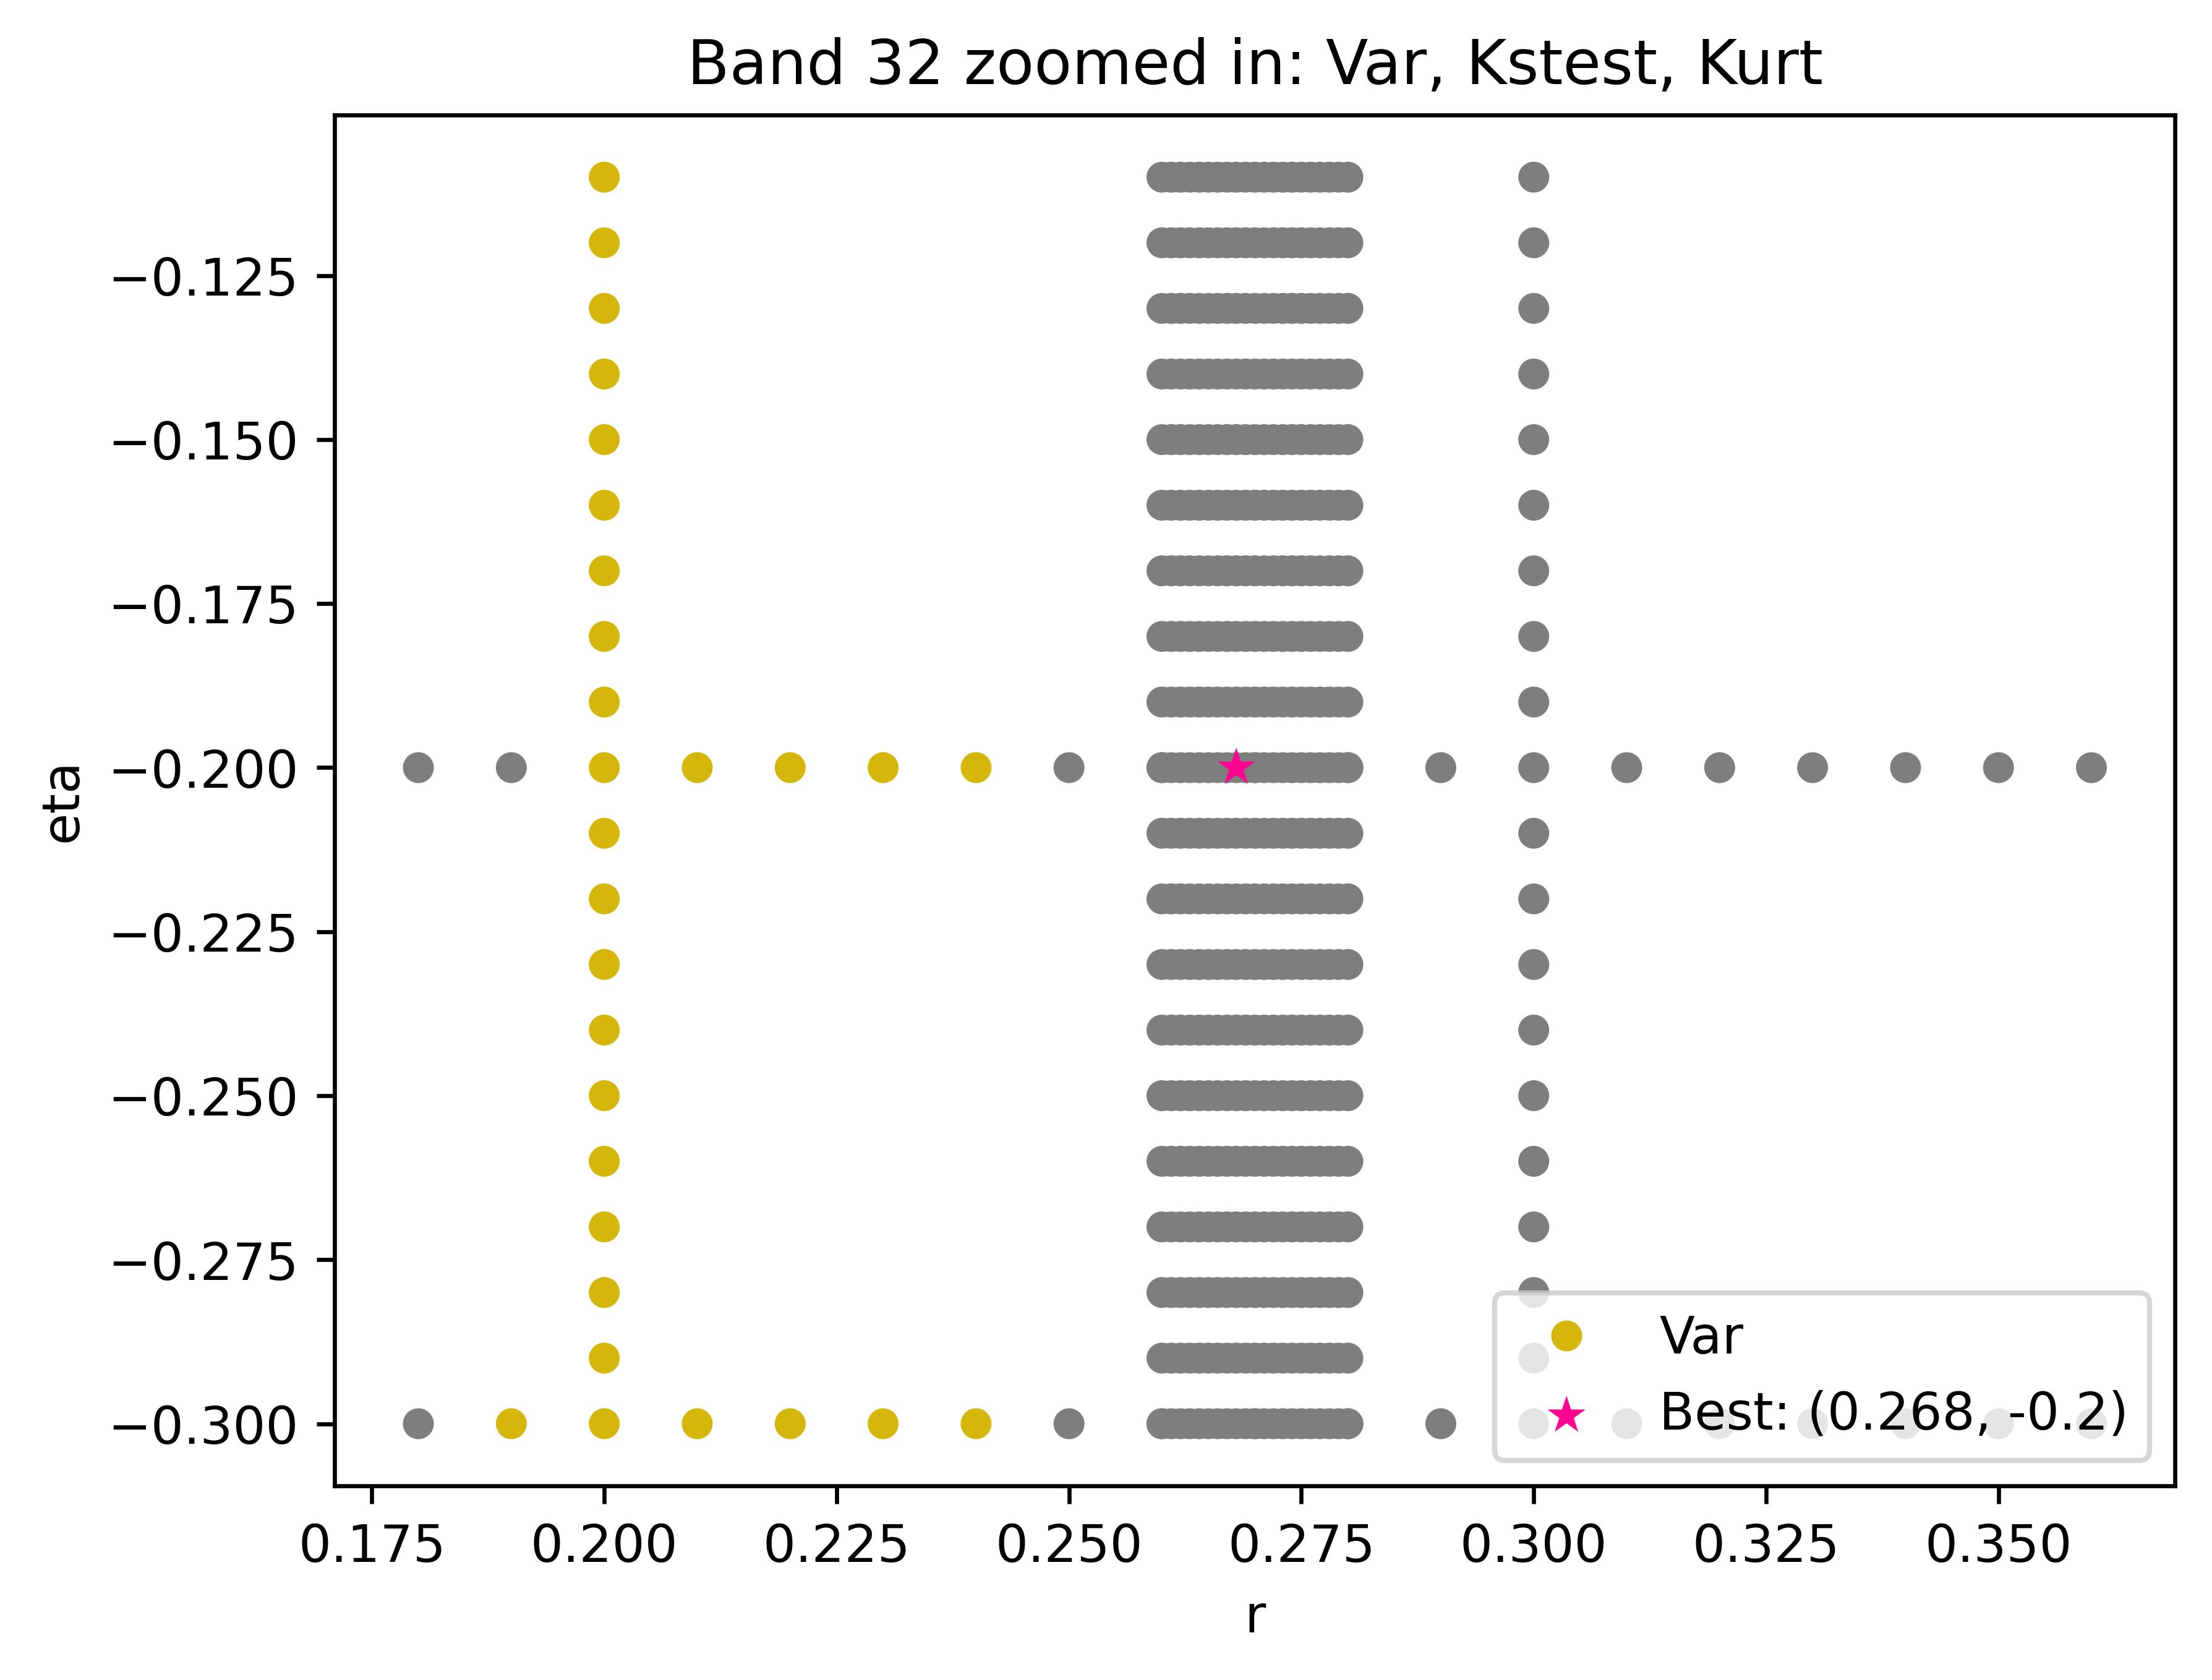 Band 32 zoomed in: Var, Kstest, Kurt
−0.125
−0.150
−0.175
−0.200
−0.225
−0.250
−0.275
−0.300
eta
Var
Best: (0.268, -0.2)
0.175 0.200 0.225 0.250 0.275 0.300 0.325 0.350
r